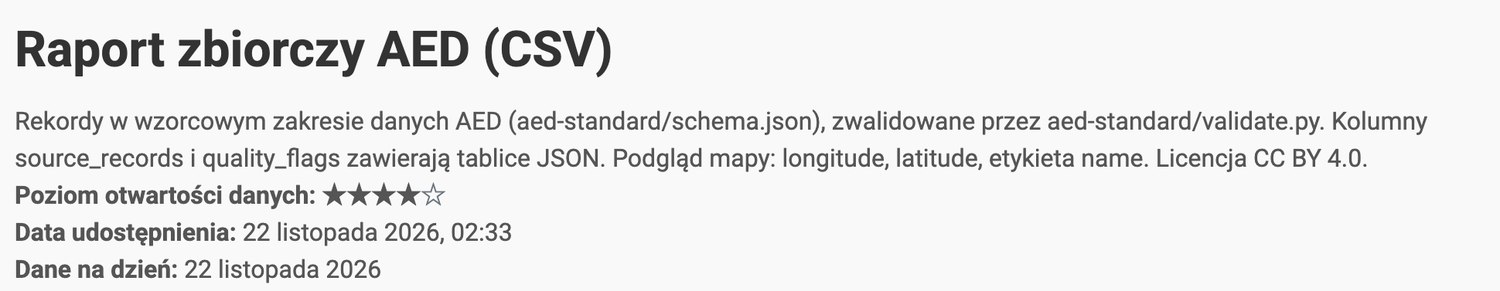 Raport zbiorczy AED (CSV)
Rekordy w wzorcowym zakresie danych AED (aed-standard/schema.json), zwalidowane przez aed-standard/validate.py. Kolumny
source_records i quality_flags zawierają tablice JSON. Podgląd mapy: longitude, latitude, etykieta name. Licencja CC BY 4.0.
Poziom otwartości danych: ★★★★☆
Data udostępnienia: 22 listopada 2026, 02:33
Dane na dzień: 22 listopada 2026